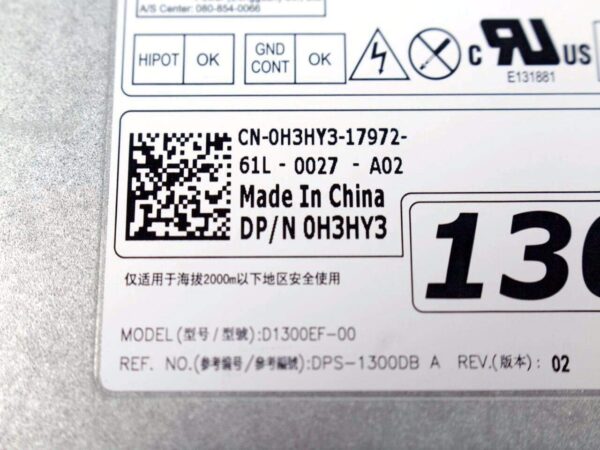 A/S Center: 080-854-0066
HIPOT OK GND CONT OK
C RU US
E131881
CN-0H3HY3-17972-
61L - 0027 - A02
Made In China
DP/N 0H3HY3
130
仅适用于海拔2000m以下地区安全使用
MODEL(型号/型號):D1300EF-00
REF. NO.(参考编号/參考編號):DPS-1300DB A REV.(版本): 02